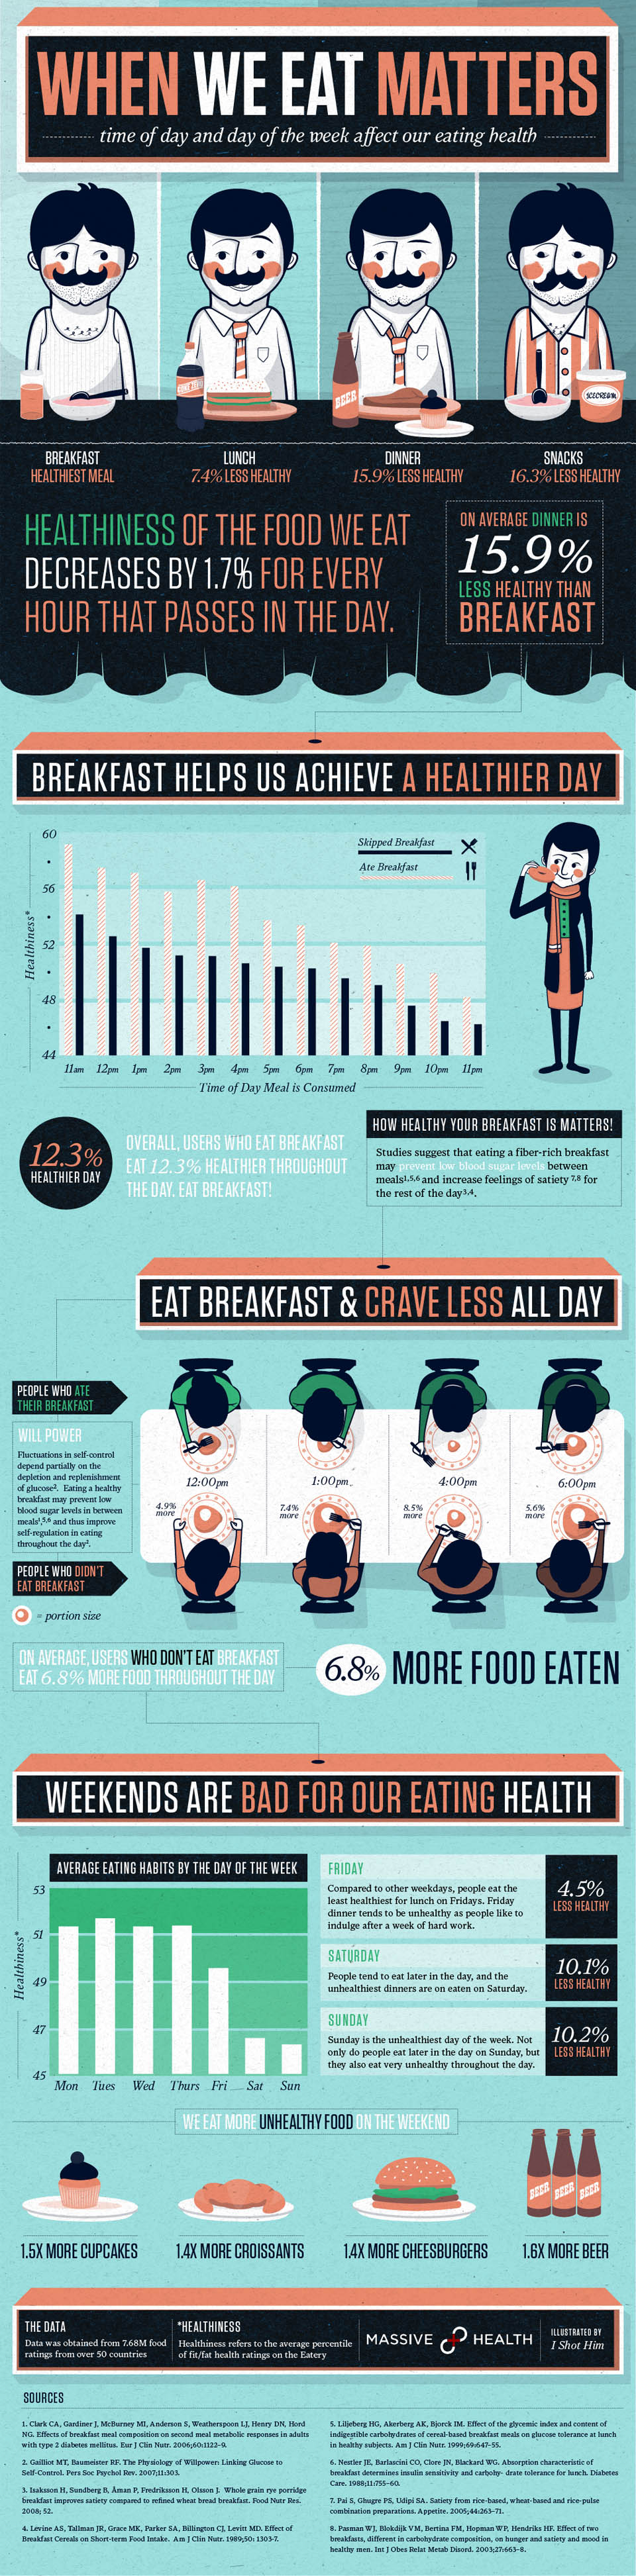 WHEN WE EAT MATTERS
time of day and day of the week affect our eating health
BEER
ICECREAM
BREAKFAST
HEALTHIEST MEAL
LUNCH
7.4% LESS HEALTHY
DINNER
15.9% LESS HEALTHY
SNACKS
16.3% LESS HEALTHY
HEALTHINESS OF THE FOOD WE EAT
DECREASES BY 1.7% FOR EVERY
HOUR THAT PASSES IN THE DAY.
ON AVERAGE DINNER IS
15.9%
LESS HEALTHY THAN
BREAKFAST
BREAKFAST HELPS US ACHIEVE A HEALTHIER DAY
Healthiness*
60
56
52
48
44
Skipped Breakfast
Ate Breakfast
11am 12pm 1pm 2pm 3pm 4pm 5pm 6pm 7pm 8pm 9pm 10pm 11pm
Time of Day Meal is Consumed
12.3%
HEALTHIER DAY
OVERALL, USERS WHO EAT BREAKFAST
EAT 12.3% HEALTHIER THROUGHOUT
THE DAY. EAT BREAKFAST!
HOW HEALTHY YOUR BREAKFAST IS MATTERS!
Studies suggest that eating a fiber-rich breakfast
may prevent low blood sugar levels between
meals1,5,6 and increase feelings of satiety 7,8 for
the rest of the day3,4.
EAT BREAKFAST & CRAVE LESS ALL DAY
PEOPLE WHO ATE
THEIR BREAKFAST
WILL POWER
Fluctuations in self-control
depend partially on the
depletion and replenishment
of glucose2. Eating a healthy
breakfast may prevent low
blood sugar levels in between
meals1,5,6 and thus improve
self-regulation in eating
throughout the day2.
PEOPLE WHO DIDN'T
EAT BREAKFAST
= portion size
12:00pm
1:00pm
4:00pm
6:00pm
4.9%
more
7.4%
more
8.5%
more
5.6%
more
ON AVERAGE, USERS WHO DON'T EAT BREAKFAST
EAT 6.8% MORE FOOD THROUGHOUT THE DAY
6.8% MORE FOOD EATEN
WEEKENDS ARE BAD FOR OUR EATING HEALTH
AVERAGE EATING HABITS BY THE DAY OF THE WEEK
Healthiness*
53
51
49
47
45
Mon Tues Wed Thurs Fri Sat Sun
FRIDAY
Compared to other weekdays, people eat the
least healthiest for lunch on Fridays. Friday
dinner tends to be unhealthy as people like to
indulge after a week of hard work.
4.5%
LESS HEALTHY
SATURDAY
People tend to eat later in the day, and the
unhealthiest dinners are on eaten on Saturday.
10.1%
LESS HEALTHY
SUNDAY
Sunday is the unhealthiest day of the week. Not
only do people eat later in the day on Sunday, but
they also eat very unhealthy throughout the day.
10.2%
LESS HEALTHY
WE EAT MORE UNHEALTHY FOOD ON THE WEEKEND
BEER BEER BEER
1.5X MORE CUPCAKES
1.4X MORE CROISSANTS
1.4X MORE CHEESBURGERS
1.6X MORE BEER
THE DATA
Data was obtained from 7.68M food
ratings from over 50 countries
*HEALTHINESS
Healthiness refers to the average percentile
of fit/fat health ratings on the Eatery
MASSIVE HEALTH
ILLUSTRATED BY
I Shot Him
SOURCES
1. Clark CA, Gardiner J, McBurney MI, Anderson S, Weatherspoon LJ, Henry DN, Hord
NG. Effects of breakfast meal composition on second meal metabolic responses in adults
with type 2 diabetes mellitus. Eur J Clin Nutr. 2006;60:1122-9.
2. Gailliot MT, Baumeister RF. The Physiology of Willpower: Linking Glucose to
Self-Control. Pers Soc Psychol Rev. 2007;11:303.
3. Isaksson H, Sundberg B, Åman P, Fredriksson H, Olsson J. Whole grain rye porridge
breakfast improves satiety compared to refined wheat bread breakfast. Food Nutr Res.
2008; 52.
4. Levine AS, Tallman JR, Grace MK, Parker SA, Billington CJ, Levitt MD. Effect of
Breakfast Cereals on Short-term Food Intake. Am J Clin Nutr. 1989;50: 1303-7.
5. Liljeberg HG, Akerberg AK, Bjorck IM. Effect of the glycemic index and content of
indigestible carbohydrates of cereal-based breakfast meals on glucose tolerance at lunch
in healthy subjects. Am J Clin Nutr. 1999;69:647-55.
6. Nestler JE, Barlascini CO, Clore JN, Blackard WG. Absorption characteristic of
breakfast determines insulin sensitivity and carbohy- drate tolerance for lunch. Diabetes
Care. 1988;11:755-60.
7. Pai S, Ghugre PS, Udipi SA. Satiety from rice-based, wheat-based and rice-pulse
combination preparations. Appetite. 2005;44:263-71.
8. Pasman WJ, Blokdijk VM, Bertina FM, Hopman WP, Hendriks HF. Effect of two
breakfasts, different in carbohydrate composition, on hunger and satiety and mood in
healthy men. Int J Obes Relat Metab Disord. 2003;27:663-8.